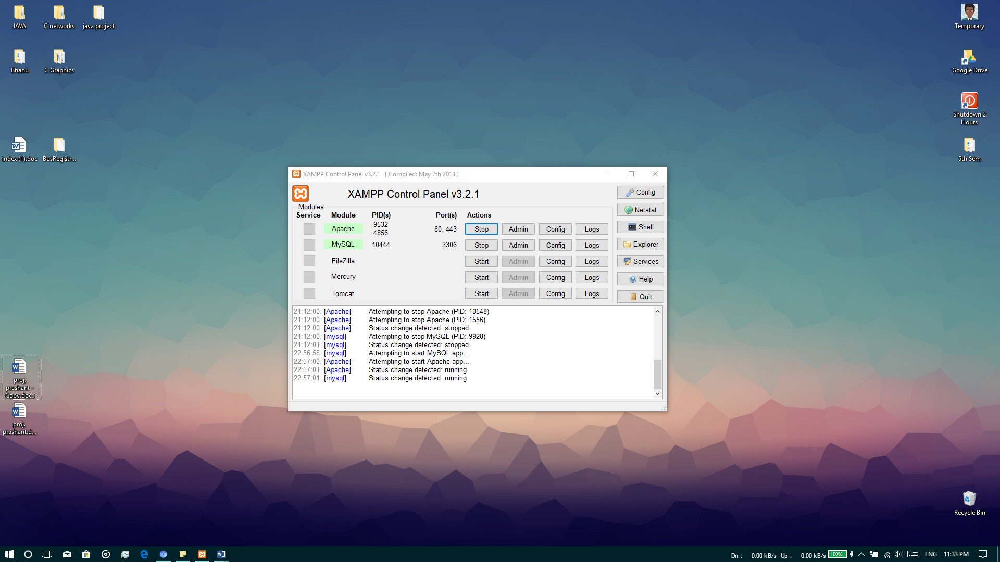 JAVA
C networks
java project
Temporary
Bhanu
C Graphics
Google Drive
Shutdown 2
Hours
index (1).doc
BusRegistr...
5th Sem
XAMPP Control Panel v3.2.1 [ Compiled: May 7th 2013 ]
XAMPP Control Panel v3.2.1
Config
Modules
Service Module PID(s) Port(s) Actions
Netstat
Apache 9532 4856 80, 443 Stop Admin Config Logs
Shell
MySQL 10444 3306 Stop Admin Config Logs
Explorer
FileZilla Start Admin Config Logs
Services
Mercury Start Admin Config Logs
Help
Tomcat Start Admin Config Logs
Quit
21:12:00 [Apache] Attempting to stop Apache (PID: 10548)
21:12:00 [Apache] Attempting to stop Apache (PID: 1556)
21:12:00 [Apache] Status change detected: stopped
21:12:00 [mysql] Attempting to stop MySQL (PID: 9928)
21:12:01 [mysql] Status change detected: stopped
22:56:58 [mysql] Attempting to start MySQL app...
22:57:00 [Apache] Attempting to start Apache app...
22:57:01 [Apache] Status change detected: running
22:57:01 [mysql] Status change detected: running
proj.
prashant -
Copy.docx
proj.
prashant.d...
Recycle Bin
Dn : 0.00 kB/s Up : 0.00 kB/s 100% ENG 11:33 PM